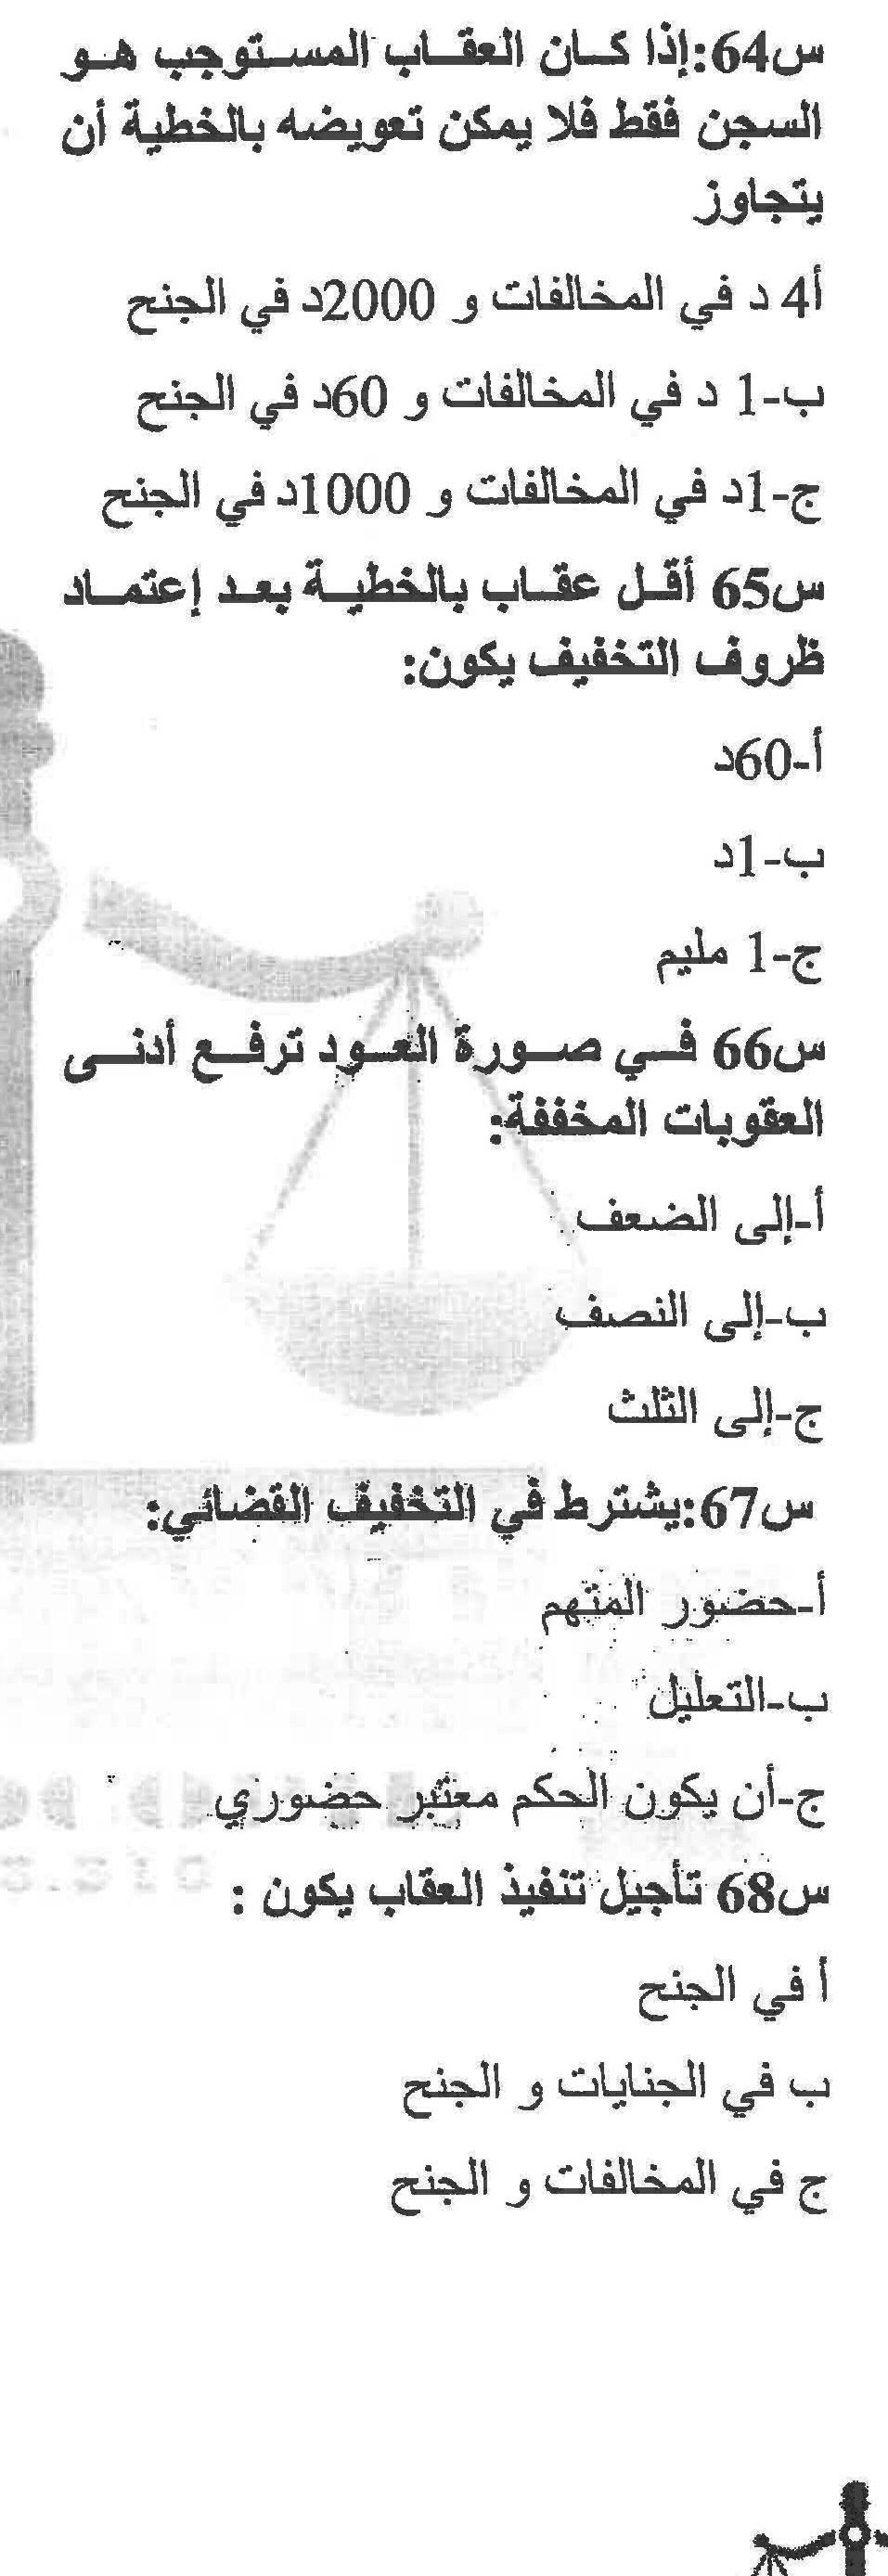 س64:إذا كان العقاب المستوجب هو
السجن فقط فلا يمكن تعويضه بالخطية أن
يتجاوز
أ4 د في المخالفات و 2000د في الجنح
ب-1 د في المخالفات و 60د في الجنح
ج-1د في المخالفات و 1000د في الجنح
س65 أقل عقاب بالخطية بعد إعتماد
ظروف التخفيف يكون:
أ-60د
ب-1د
ج-1 مليم
س66 في صورة العود ترفع أدنى
العقوبات المخففة:
أ-إلى الضعف
ب-إلى النصف
ج-إلى الثلث
س67:يشترط في التخفيف القضائي:
أ-حضور المتهم
ب-التعليل
ج-أن يكون الحكم معتبر حضوري
س68 تأجيل تنفيذ العقاب يكون :
أ في الجنح
ب في الجنايات و الجنح
ج في المخالفات و الجنح